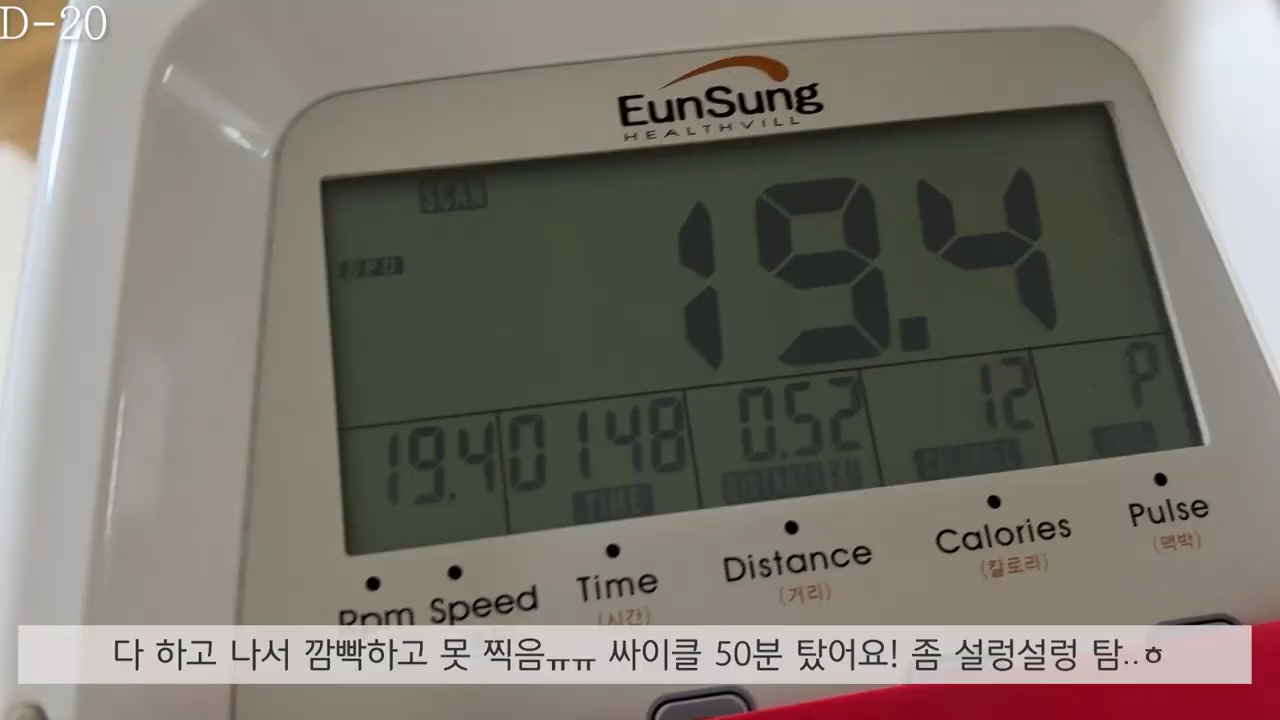 D-20
EunSung
HEALTHVILL
SCAN
SPD
19.4
19.4 0148 0.52 12 P
TIME
Rpm Speed Time Distance Calories Pulse
(시간) (거리) (칼로리) (맥박)
다 하고 나서 깜빡하고 못 찍음ㅠㅠ 싸이클 50분 탔어요! 좀 설렁설렁 탐..ㅎ